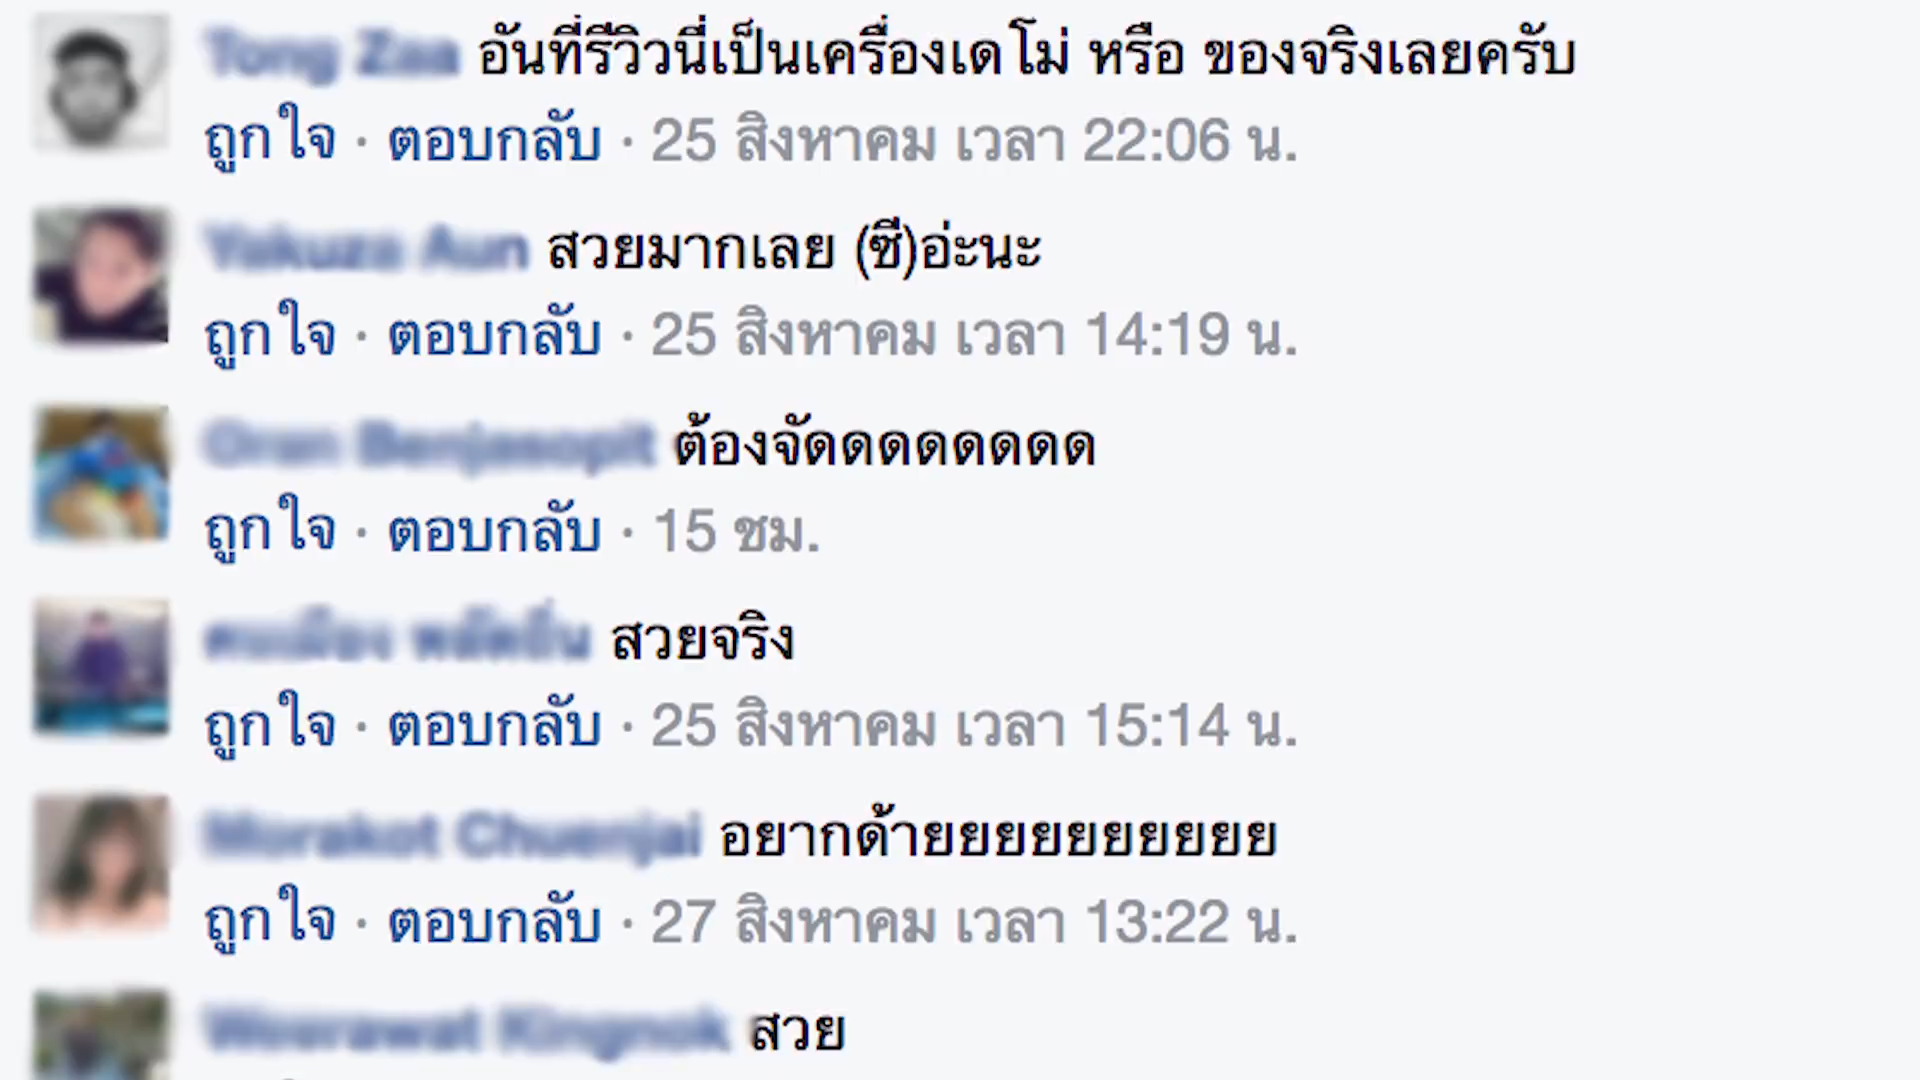 อันที่รีวิวนี่เป็นเครื่องเดโม่ หรือ ของจริงเลยครับ
ถูกใจ · ตอบกลับ · 25 สิงหาคม เวลา 22:06 น.
สวยมากเลย (ซี)อ่ะนะ
ถูกใจ · ตอบกลับ · 25 สิงหาคม เวลา 14:19 น.
ต้องจัดดดดดดดด
ถูกใจ · ตอบกลับ · 15 ชม.
สวยจริง
ถูกใจ · ตอบกลับ · 25 สิงหาคม เวลา 15:14 น.
อยากด้ายยยยยยยยยย
ถูกใจ · ตอบกลับ · 27 สิงหาคม เวลา 13:22 น.
สวย